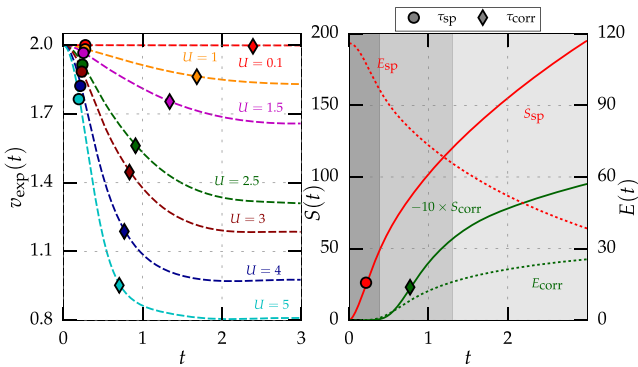 τsp τcorr
2.0
1.7
1.4
1.1
0.8
vexp(t)
U = 0.1
U = 1
U = 1.5
U = 2.5
U = 3
U = 4
U = 5
0 1 2 3
t
200
150
100
50
0
S(t)
Esp
Ssp
−10 × Scorr
Ecorr
0 1 2
t
120
90
60
30
0
E(t)